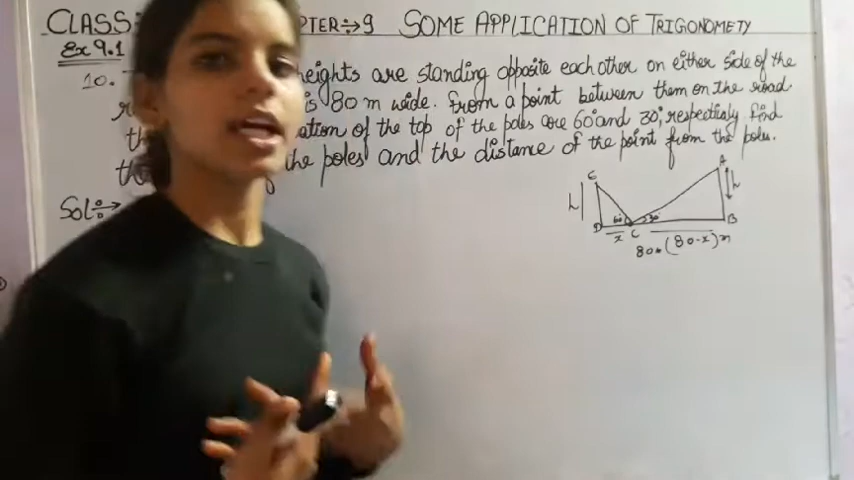 CLASS: PTER÷9 SOME APPLICATION OF TRIGONOMETY
Ex 9.1
10. heights are standing opposite each other on either side of the
is 80 m wide. from a point between them on the road
ation of the top of the poles are 60 and 30°, respectialy find
the poles and the distance of the point from the poles.
Sol÷→
E A
h h
60° 30°
D C B
x 80-x
80m (80-x)m